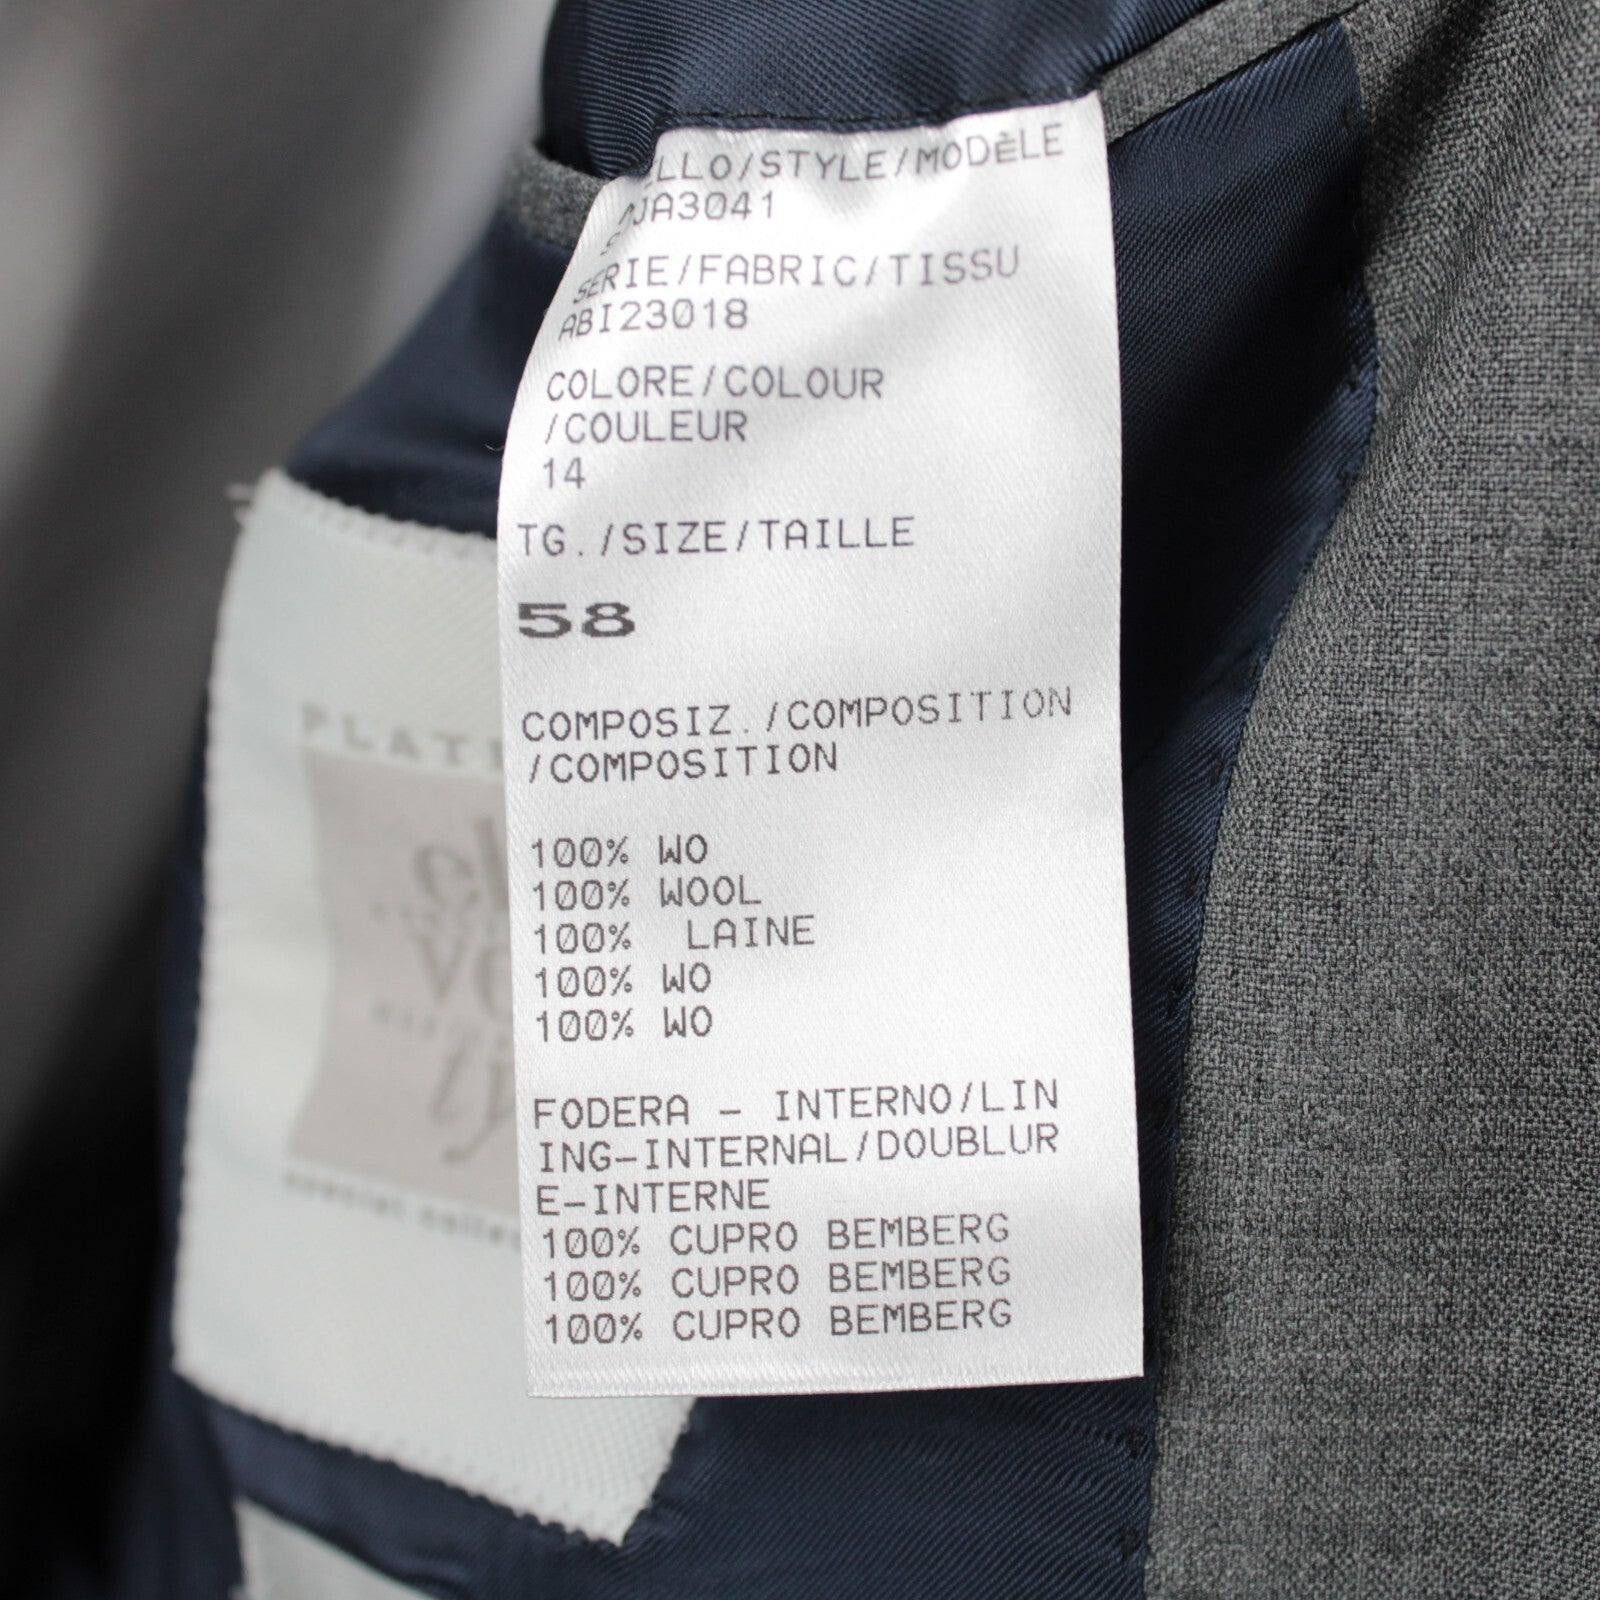 /STYLE/MODÈLE
SERIE/FABRIC/TISSU
ABI23018
COLORE/COLOUR
/COULEUR
14
TG./SIZE/TAILLE
58
COMPOSIZ./COMPOSITION
/COMPOSITION
100% WO
100% WOOL
100% LAINE
100% WO
100% WO
FODERA - INTERNO/LIN
ING-INTERNAL/DOUBLUR
E-INTERNE
100% CUPRO BEMBERG
100% CUPRO BEMBERG
100% CUPRO BEMBERG
special